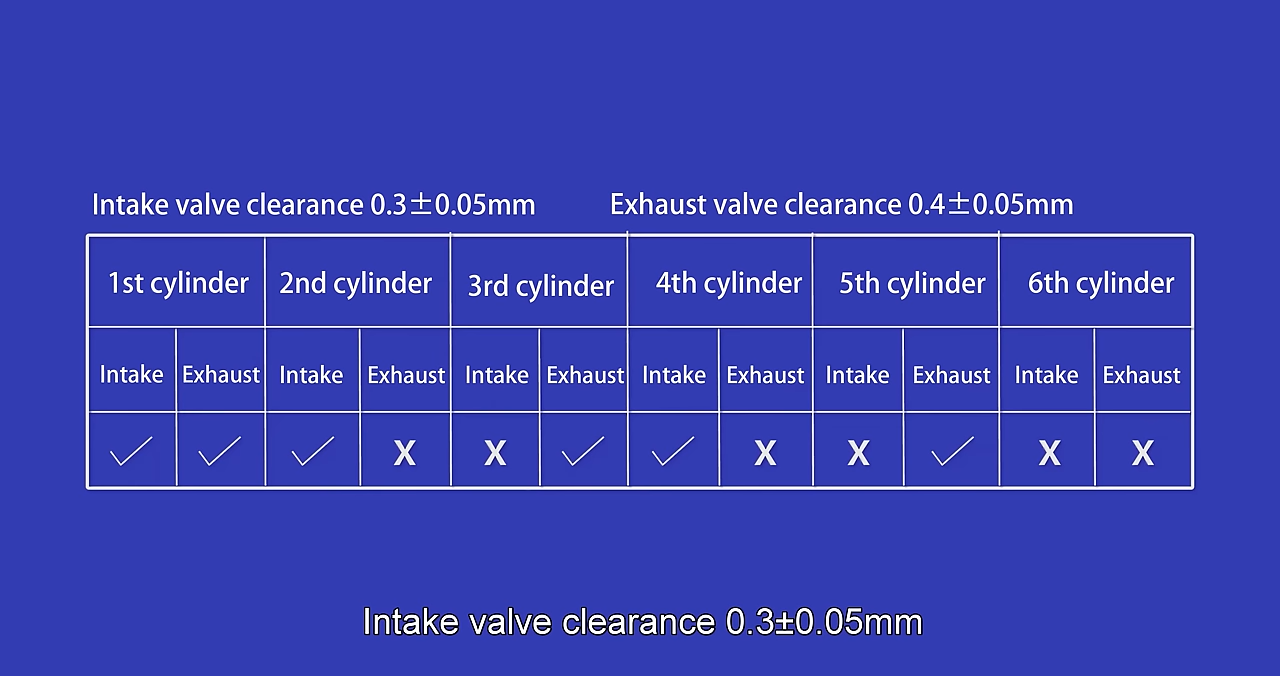 Intake valve clearance 0.3±0.05mm Exhaust valve clearance 0.4±0.05mm
1st cylinder 2nd cylinder 3rd cylinder 4th cylinder 5th cylinder 6th cylinder
Intake Exhaust Intake Exhaust Intake Exhaust Intake Exhaust Intake Exhaust Intake Exhaust
✓ ✓ ✓ X X ✓ ✓ X X ✓ X X
Intake valve clearance 0.3±0.05mm